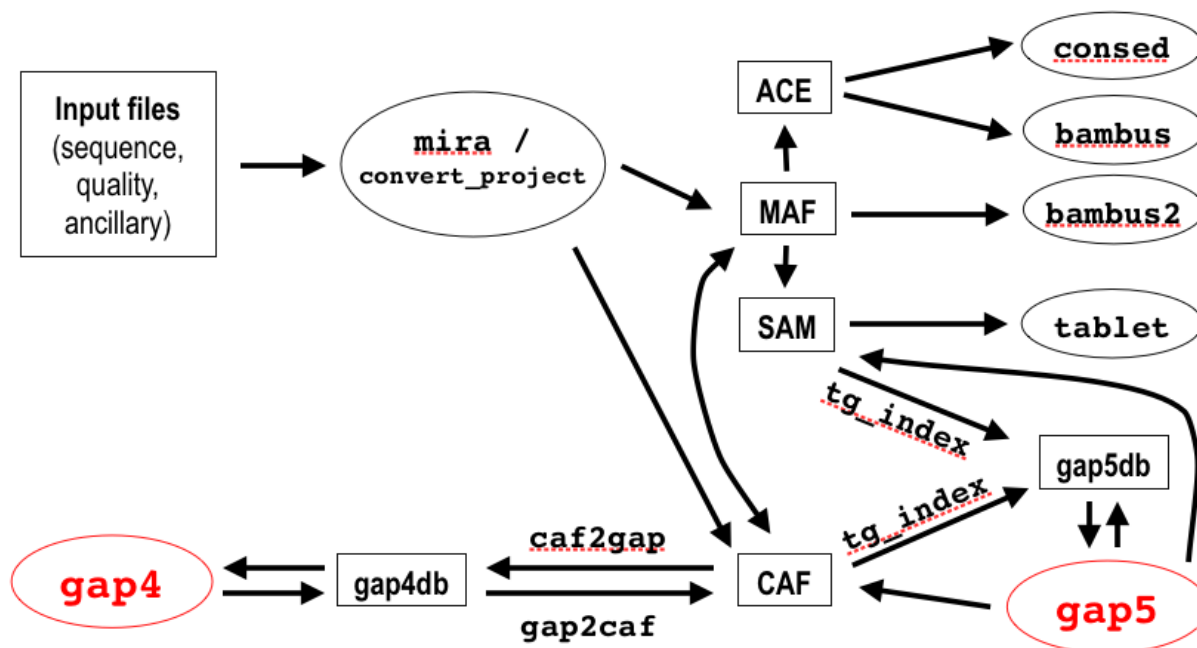 Input files
(sequence,
quality,
ancillary)
mira /
convert_project
ACE
MAF
SAM
consed
bambus
bambus2
tablet
tg_index
gap5db
tg_index
gap4
gap4db
caf2gap
gap2caf
CAF
gap5